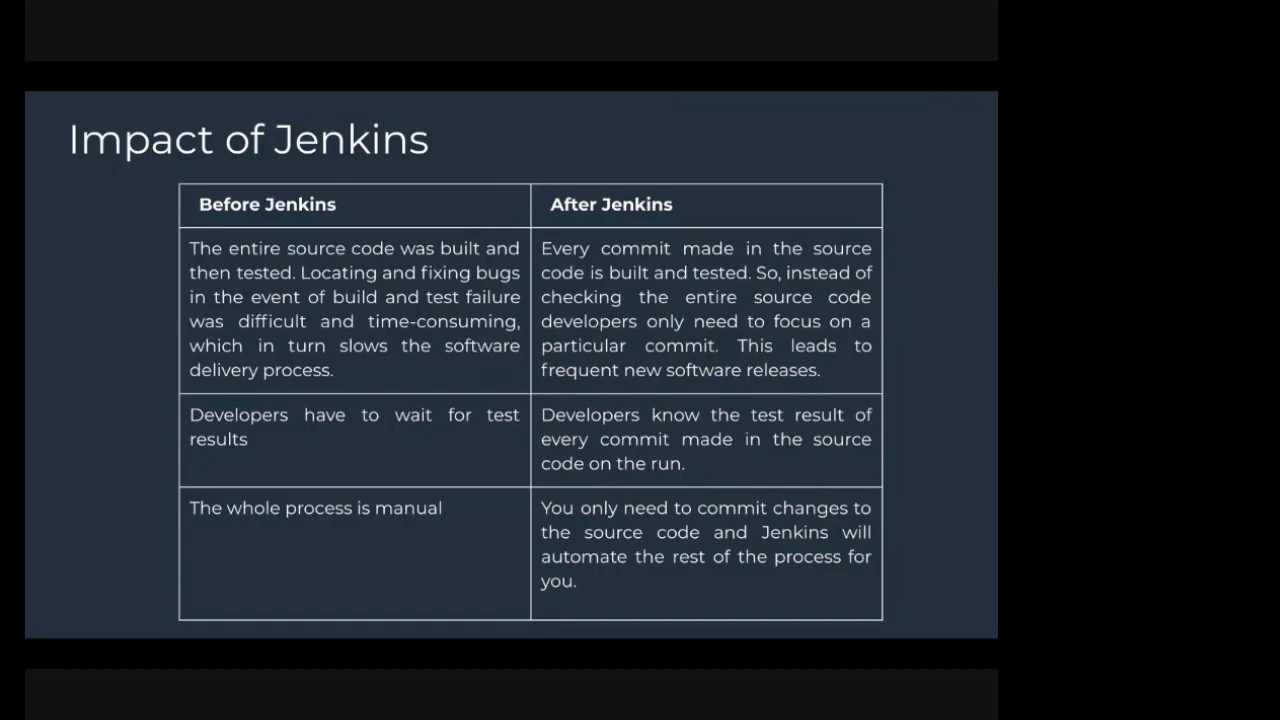 Impact of Jenkins
Before Jenkins
After Jenkins
The entire source code was built and
then tested. Locating and fixing bugs
in the event of build and test failure
was difficult and time-consuming,
which in turn slows the software
delivery process.
Every commit made in the source
code is built and tested. So, instead of
checking the entire source code
developers only need to focus on a
particular commit. This leads to
frequent new software releases.
Developers have to wait for test
results
Developers know the test result of
every commit made in the source
code on the run.
The whole process is manual
You only need to commit changes to
the source code and Jenkins will
automate the rest of the process for
you.